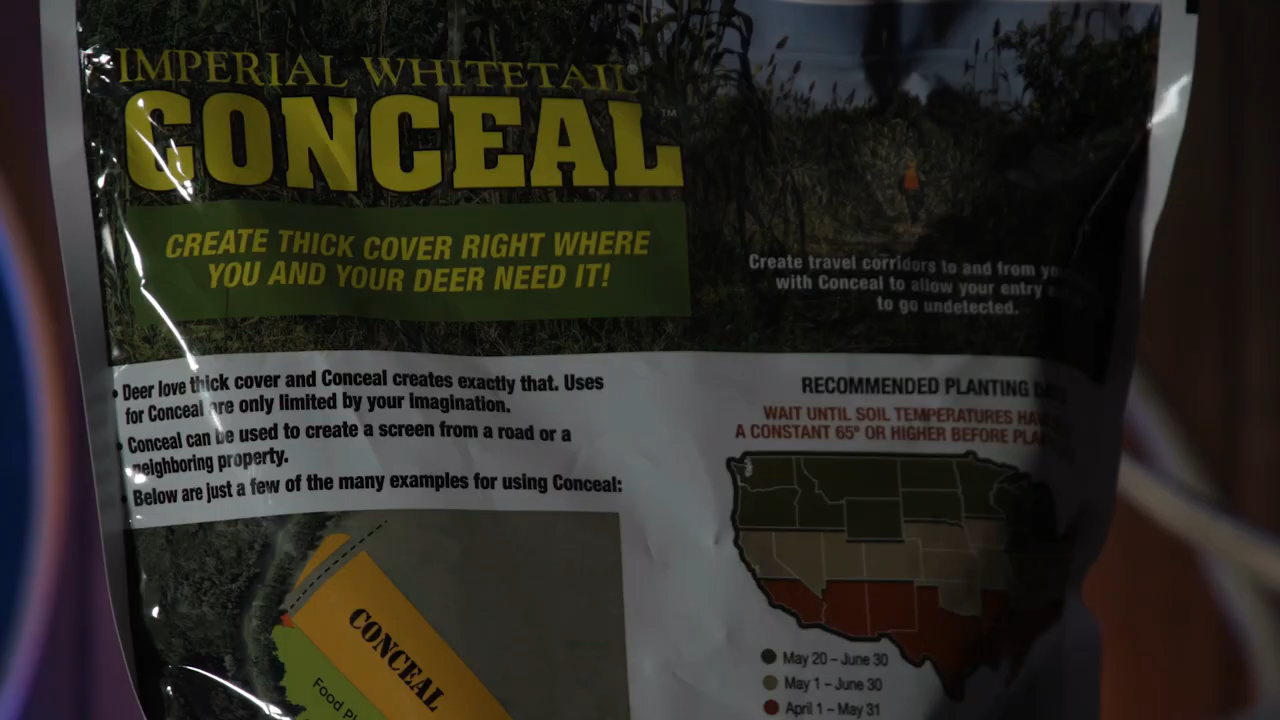 IMPERIAL WHITETAIL®
CONCEAL™
CREATE THICK COVER RIGHT WHERE
YOU AND YOUR DEER NEED IT!
Create travel corridors to and from
with Conceal to allow your entry
to go undetected.
• Deer love thick cover and Conceal creates exactly that. Uses
for Conceal are only limited by your imagination.
• Conceal can be used to create a screen from a road or a
neighboring property.
• Below are just a few of the many examples for using Conceal:
CONCEAL
Food
RECOMMENDED PLANTING
WAIT UNTIL SOIL TEMPERATURES
A CONSTANT 65° OR HIGHER BEFORE
May 20 – June 30
May 1 – June 30
April 1 – May 31